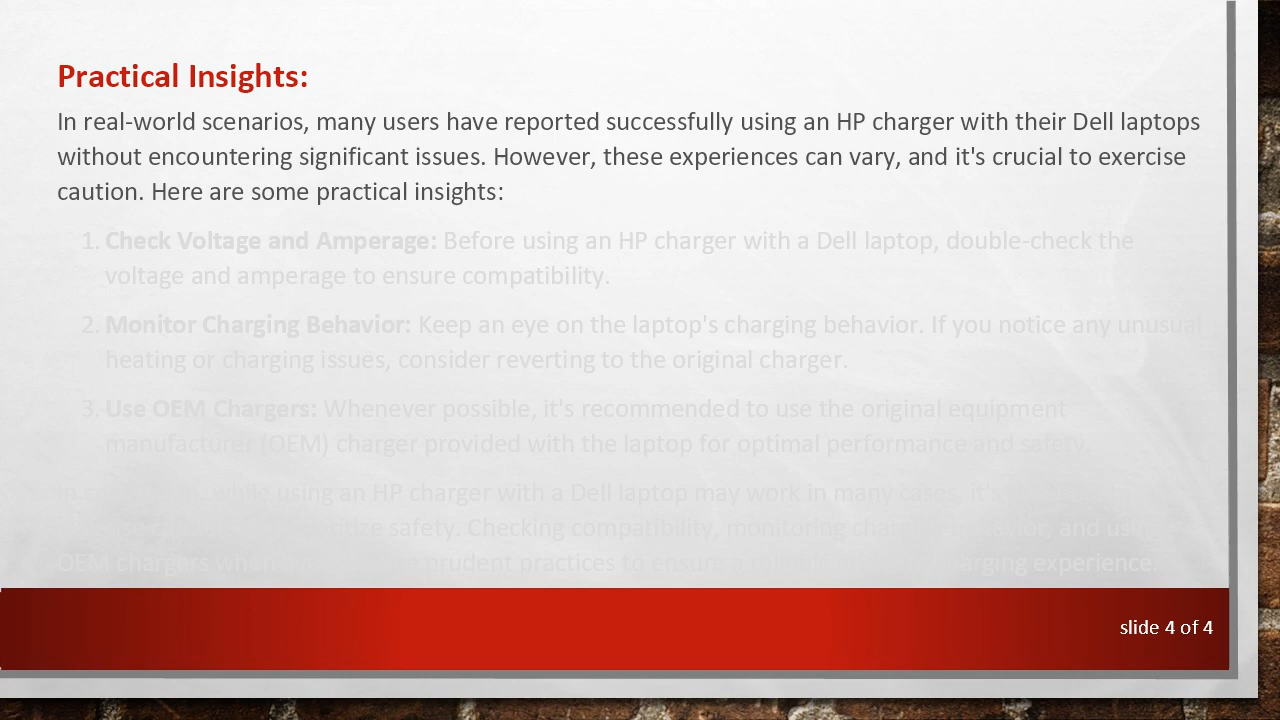 Practical Insights:
In real-world scenarios, many users have reported successfully using an HP charger with their Dell laptops
without encountering significant issues. However, these experiences can vary, and it's crucial to exercise
caution. Here are some practical insights:
1. Check Voltage and Amperage: Before using an HP charger with a Dell laptop, double-check the
voltage and amperage to ensure compatibility.
2. Monitor Charging Behavior: Keep an eye on the laptop's charging behavior. If you notice any unusual
heating or charging issues, consider reverting to the original charger.
3. Use OEM Chargers: Whenever possible, it's recommended to use the original equipment
manufacturer (OEM) charger provided with the laptop for optimal performance and safety.
while using an HP charger with a Dell laptop may work in many cases, it's
safety. Checking compatibility, monitoring and
OEM chargers prudent practices to ensure a charging experience.
slide 4 of 4